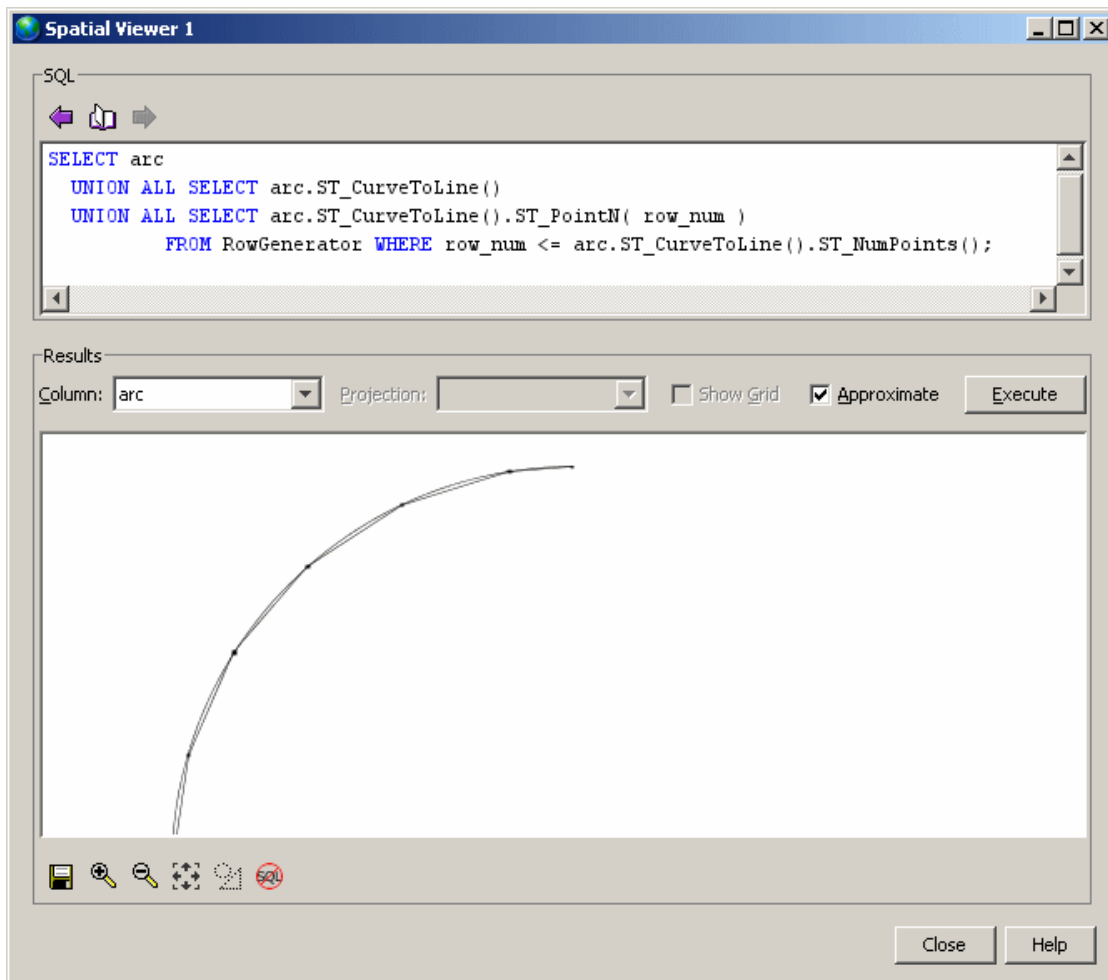 Spatial Viewer 1
SQL
SELECT arc
UNION ALL SELECT arc.ST_CurveToLine()
UNION ALL SELECT arc.ST_CurveToLine().ST_PointN( row_num )
FROM RowGenerator WHERE row_num <= arc.ST_CurveToLine().ST_NumPoints();
Results
Column: arc Projection: Show Grid Approximate Execute
SQL
Close Help